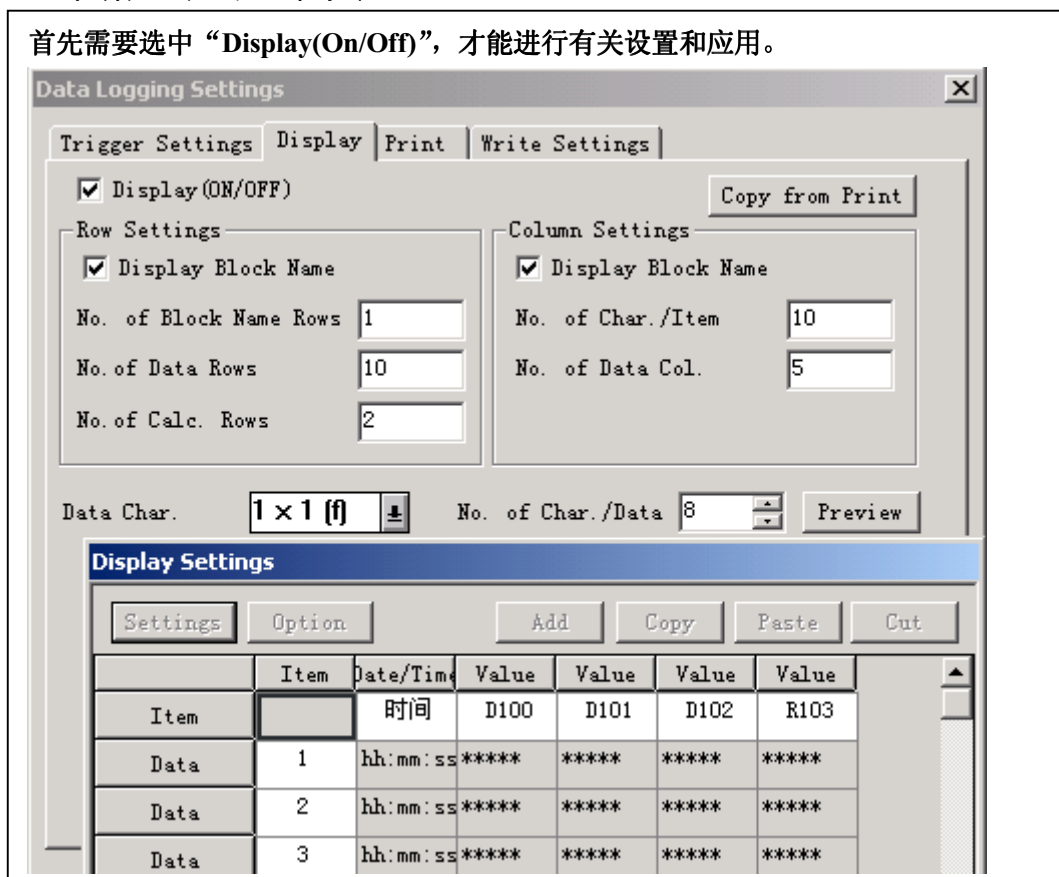 首先需要选中“Display(On/Off)”，才能进行有关设置和应用。
Data Logging Settings
Trigger Settings Display Print Write Settings
Display(ON/OFF) Copy from Print
Row Settings Column Settings
Display Block Name Display Block Name
No. of Block Name Rows 1 No. of Char./Item 10
No.of Data Rows 10 No. of Data Col. 5
No.of Calc. Rows 2
Data Char. 1×1 (f) No. of Char./Data 8 Preview
Display Settings
Settings Option Add Copy Paste Cut
Item Date/Time Value Value Value Value
Item 时间 D100 D101 D102 R103
Data 1 hh:mm:ss ***** ***** ***** *****
Data 2 hh:mm:ss ***** ***** ***** *****
Data 3 hh:mm:ss ***** ***** ***** *****